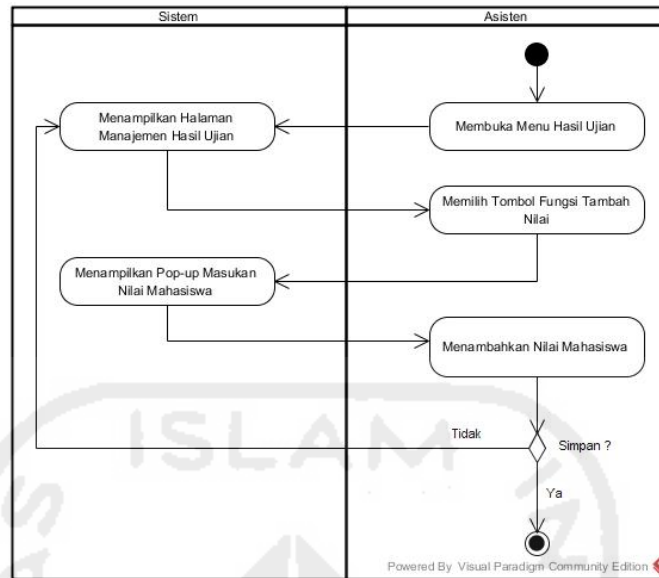 Sistem
Asisten
Menampilkan Halaman
Manajemen Hasil Ujian
Membuka Menu Hasil Ujian
Memilih Tombol Fungsi Tambah
Nilai
Menampilkan Pop-up Masukan
Nilai Mahasiswa
Menambahkan Nilai Mahasiswa
Tidak
Simpan ?
ISLAM
Ya
Powered By Visual Paradigm Community Edition